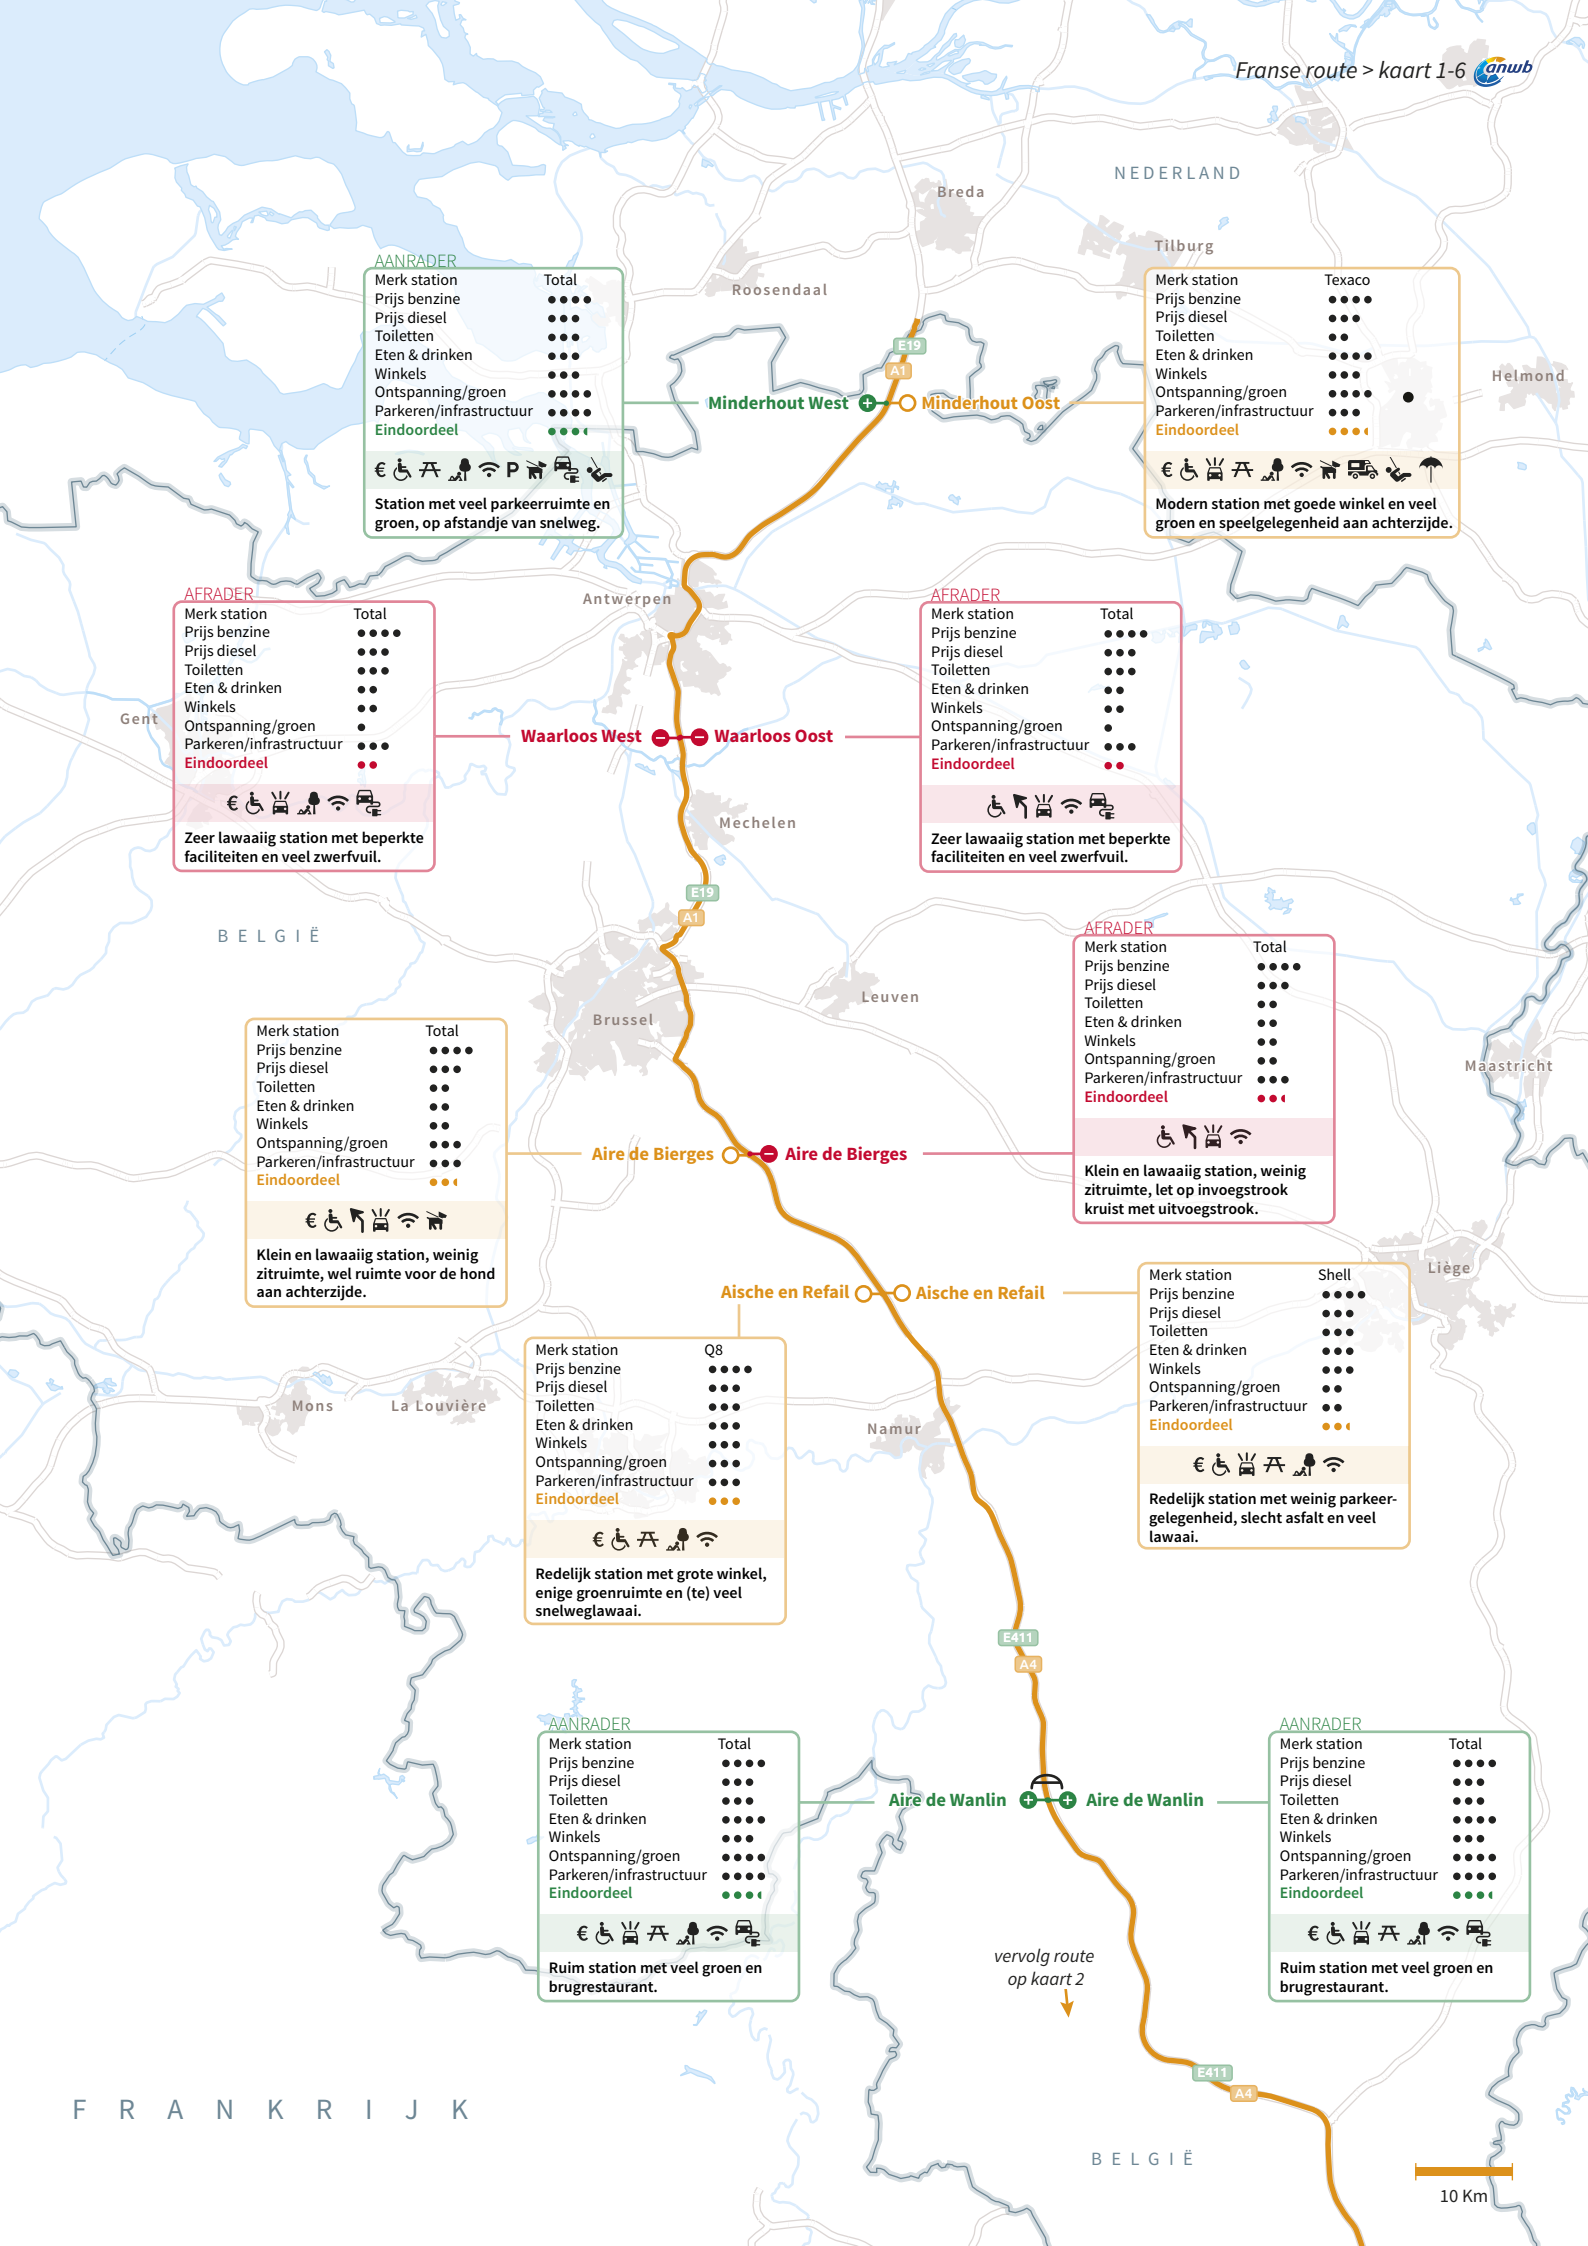 Franse route > kaart 1-6
anwb
NEDERLAND
Breda
Tilburg
Roosendaal
Helmond
AANRADER
Merk station Total
Prijs benzine
Prijs diesel
Toiletten
Eten & drinken
Winkels
Ontspanning/groen
Parkeren/infrastructuur
Eindoordeel
€ P
Station met veel parkeerruimte en
groen, op afstandje van snelweg.
E19
A1
Minderhout West
Minderhout Oost
Merk station Texaco
Prijs benzine
Prijs diesel
Toiletten
Eten & drinken
Winkels
Ontspanning/groen
Parkeren/infrastructuur
Eindoordeel
€
Modern station met goede winkel en veel
groen en speelgelegenheid aan achterzijde.
Antwerpen
Gent
AFRADER
Merk station Total
Prijs benzine
Prijs diesel
Toiletten
Eten & drinken
Winkels
Ontspanning/groen
Parkeren/infrastructuur
Eindoordeel
€
Zeer lawaaiig station met beperkte
faciliteiten en veel zwerfvuil.
Waarloos West
Waarloos Oost
AFRADER
Merk station Total
Prijs benzine
Prijs diesel
Toiletten
Eten & drinken
Winkels
Ontspanning/groen
Parkeren/infrastructuur
Eindoordeel
Zeer lawaaiig station met beperkte
faciliteiten en veel zwerfvuil.
Mechelen
E19
A1
BELGIË
Leuven
Brussel
Maastricht
AFRADER
Merk station Total
Prijs benzine
Prijs diesel
Toiletten
Eten & drinken
Winkels
Ontspanning/groen
Parkeren/infrastructuur
Eindoordeel
Klein en lawaaiig station, weinig
zitruimte, let op invoegstrook
kruist met uitvoegstrook.
Merk station Total
Prijs benzine
Prijs diesel
Toiletten
Eten & drinken
Winkels
Ontspanning/groen
Parkeren/infrastructuur
Eindoordeel
€
Klein en lawaaiig station, weinig
zitruimte, wel ruimte voor de hond
aan achterzijde.
Aire de Bierges
Aire de Bierges
Liège
Aische en Refail
Aische en Refail
Merk station Shell
Prijs benzine
Prijs diesel
Toiletten
Eten & drinken
Winkels
Ontspanning/groen
Parkeren/infrastructuur
Eindoordeel
€
Redelijk station met weinig parkeer-
gelegenheid, slecht asfalt en veel
lawaai.
Merk station Q8
Prijs benzine
Prijs diesel
Toiletten
Eten & drinken
Winkels
Ontspanning/groen
Parkeren/infrastructuur
Eindoordeel
€
Redelijk station met grote winkel,
enige groenruimte en (te) veel
snelweglawaai.
Mons
La Louvière
Namur
E411
A4
AANRADER
Merk station Total
Prijs benzine
Prijs diesel
Toiletten
Eten & drinken
Winkels
Ontspanning/groen
Parkeren/infrastructuur
Eindoordeel
€
Ruim station met veel groen en
brugrestaurant.
Aire de Wanlin
Aire de Wanlin
AANRADER
Merk station Total
Prijs benzine
Prijs diesel
Toiletten
Eten & drinken
Winkels
Ontspanning/groen
Parkeren/infrastructuur
Eindoordeel
€
Ruim station met veel groen en
brugrestaurant.
vervolg route
op kaart 2
E411
A4
FRANKRIJK
BELGIË
10 Km